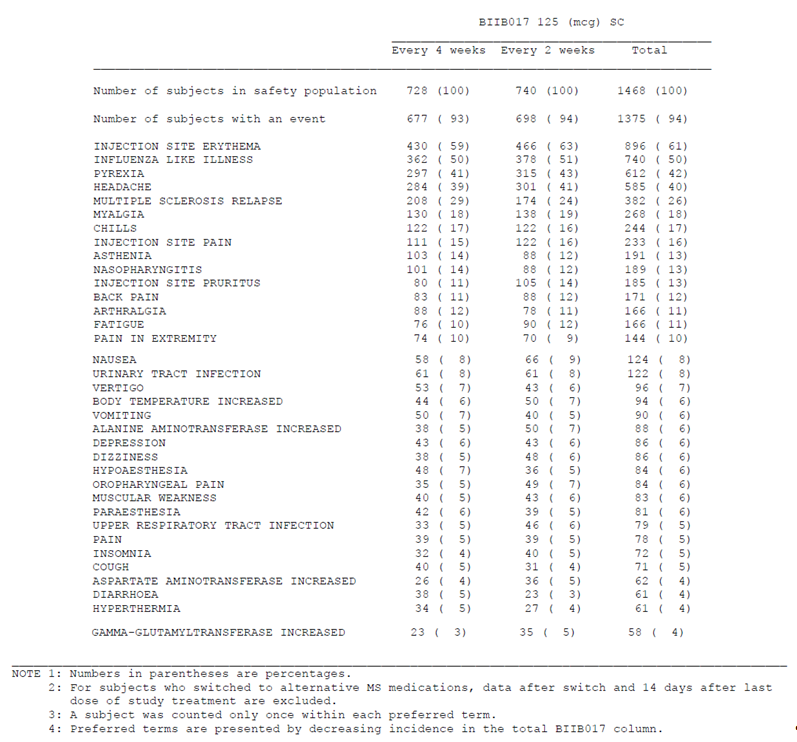 BIIB017 125 (mcg) SC
Every 4 weeks Every 2 weeks Total
Number of subjects in safety population 728 (100) 740 (100) 1468 (100)
Number of subjects with an event 677 ( 93) 698 ( 94) 1375 ( 94)
INJECTION SITE ERYTHEMA 430 ( 59) 466 ( 63) 896 ( 61)
INFLUENZA LIKE ILLNESS 362 ( 50) 378 ( 51) 740 ( 50)
PYREXIA 297 ( 41) 315 ( 43) 612 ( 42)
HEADACHE 284 ( 39) 301 ( 41) 585 ( 40)
MULTIPLE SCLEROSIS RELAPSE 208 ( 29) 174 ( 24) 382 ( 26)
MYALGIA 130 ( 18) 138 ( 19) 268 ( 18)
CHILLS 122 ( 17) 122 ( 16) 244 ( 17)
INJECTION SITE PAIN 111 ( 15) 122 ( 16) 233 ( 16)
ASTHENIA 103 ( 14) 88 ( 12) 191 ( 13)
NASOPHARYNGITIS 101 ( 14) 88 ( 12) 189 ( 13)
INJECTION SITE PRURITUS 80 ( 11) 105 ( 14) 185 ( 13)
BACK PAIN 83 ( 11) 88 ( 12) 171 ( 12)
ARTHRALGIA 88 ( 12) 78 ( 11) 166 ( 11)
FATIGUE 76 ( 10) 90 ( 12) 166 ( 11)
PAIN IN EXTREMITY 74 ( 10) 70 ( 9) 144 ( 10)
NAUSEA 58 ( 8) 66 ( 9) 124 ( 8)
URINARY TRACT INFECTION 61 ( 8) 61 ( 8) 122 ( 8)
VERTIGO 53 ( 7) 43 ( 6) 96 ( 7)
BODY TEMPERATURE INCREASED 44 ( 6) 50 ( 7) 94 ( 6)
VOMITING 50 ( 7) 40 ( 5) 90 ( 6)
ALANINE AMINOTRANSFERASE INCREASED 38 ( 5) 50 ( 7) 88 ( 6)
DEPRESSION 43 ( 6) 43 ( 6) 86 ( 6)
DIZZINESS 38 ( 5) 48 ( 6) 86 ( 6)
HYPOAESTHESIA 48 ( 7) 36 ( 5) 84 ( 6)
OROPHARYNGEAL PAIN 35 ( 5) 49 ( 7) 84 ( 6)
MUSCULAR WEAKNESS 40 ( 5) 43 ( 6) 83 ( 6)
PARAESTHESIA 42 ( 6) 39 ( 5) 81 ( 6)
UPPER RESPIRATORY TRACT INFECTION 33 ( 5) 46 ( 6) 79 ( 5)
PAIN 39 ( 5) 39 ( 5) 78 ( 5)
INSOMNIA 32 ( 4) 40 ( 5) 72 ( 5)
COUGH 40 ( 5) 31 ( 4) 71 ( 5)
ASPARTATE AMINOTRANSFERASE INCREASED 26 ( 4) 36 ( 5) 62 ( 4)
DIARRHOEA 38 ( 5) 23 ( 3) 61 ( 4)
HYPERTHERMIA 34 ( 5) 27 ( 4) 61 ( 4)
GAMMA-GLUTAMYLTRANSFERASE INCREASED 23 ( 3) 35 ( 5) 58 ( 4)
NOTE 1: Numbers in parentheses are percentages.
2: For subjects who switched to alternative MS medications, data after switch and 14 days after last
dose of study treatment are excluded.
3: A subject was counted only once within each preferred term.
4: Preferred terms are presented by decreasing incidence in the total BIIB017 column.